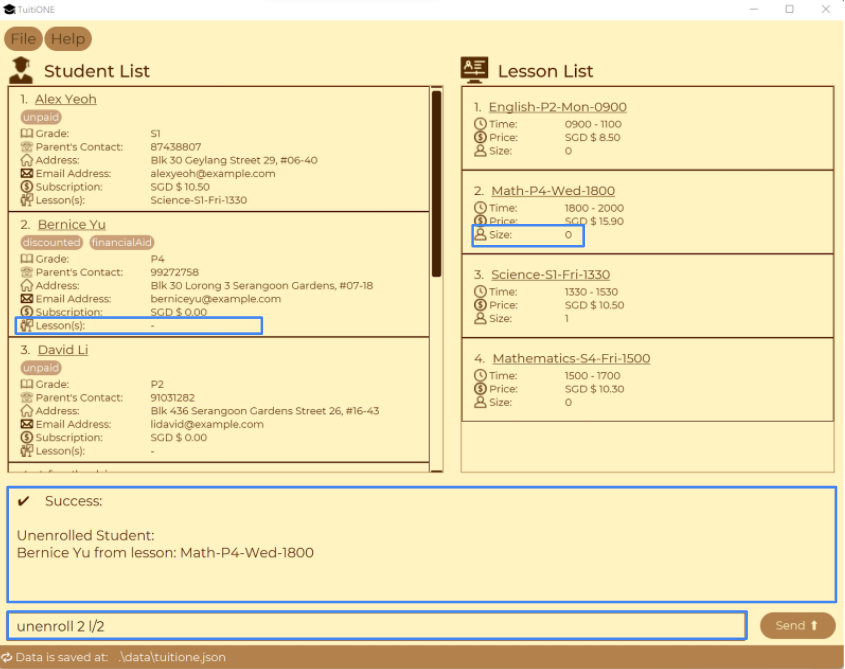 TuitiONE
File Help
Student List
1. Alex Yeoh
unpaid
Grade: S1
Parent's Contact: 87438807
Address: Blk 30 Geylang Street 29, #06-40
Email Address: alexyeoh@example.com
Subscription: SGD $ 10.50
Lesson(s): Science-S1-Fri-1330
2. Bernice Yu
discounted financialAid
Grade: P4
Parent's Contact: 99272758
Address: Blk 30 Lorong 3 Serangoon Gardens, #07-18
Email Address: berniceyu@example.com
Subscription: SGD $ 0.00
Lesson(s): -
3. David Li
unpaid
Grade: P2
Parent's Contact: 91031282
Address: Blk 436 Serangoon Gardens Street 26, #16-43
Email Address: lidavid@example.com
Subscription: SGD $ 0.00
Lesson(s): -
Lesson List
1. English-P2-Mon-0900
Time: 0900 - 1100
Price: SGD $ 8.50
Size: 0
2. Math-P4-Wed-1800
Time: 1800 - 2000
Price: SGD $ 15.90
Size: 0
3. Science-S1-Fri-1330
Time: 1330 - 1530
Price: SGD $ 10.50
Size: 1
4. Mathematics-S4-Fri-1500
Time: 1500 - 1700
Price: SGD $ 10.30
Size: 0
✔ Success:
Unenrolled Student:
Bernice Yu from lesson: Math-P4-Wed-1800
unenroll 2 l/2
Send ⬆
Data is saved at: .\data\tuitione.json